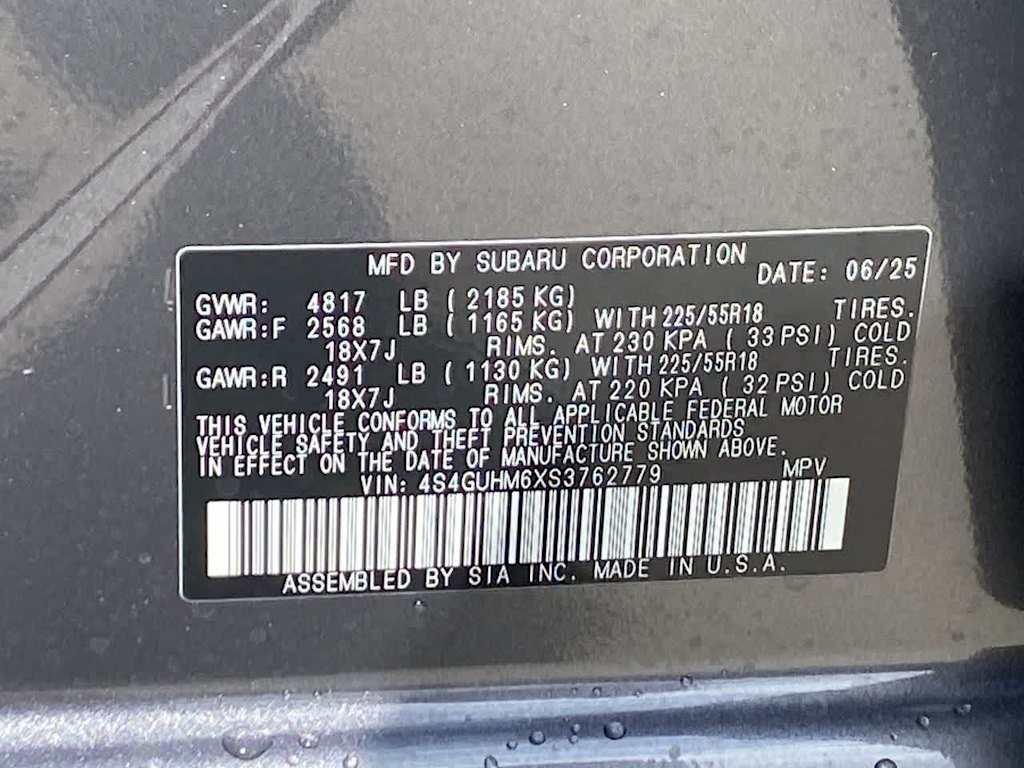 MFD BY SUBARU CORPORATION DATE: 06/25
GVWR: 4817 LB ( 2185 KG)
GAWR:F 2568 LB ( 1165 KG) WITH 225/55R18 TIRES.
18X7J RIMS. AT 230 KPA ( 33 PSI) COLD
GAWR:R 2491 LB ( 1130 KG) WITH 225/55R18 TIRES.
18X7J RIMS. AT 220 KPA ( 32 PSI) COLD
THIS VEHICLE CONFORMS TO ALL APPLICABLE FEDERAL MOTOR
VEHICLE SAFETY AND THEFT PREVENTION STANDARDS
IN EFFECT ON THE DATE OF MANUFACTURE SHOWN ABOVE.
VIN: 4S4GUHM6XS3762779 MPV
ASSEMBLED BY SIA INC. MADE IN U.S.A.